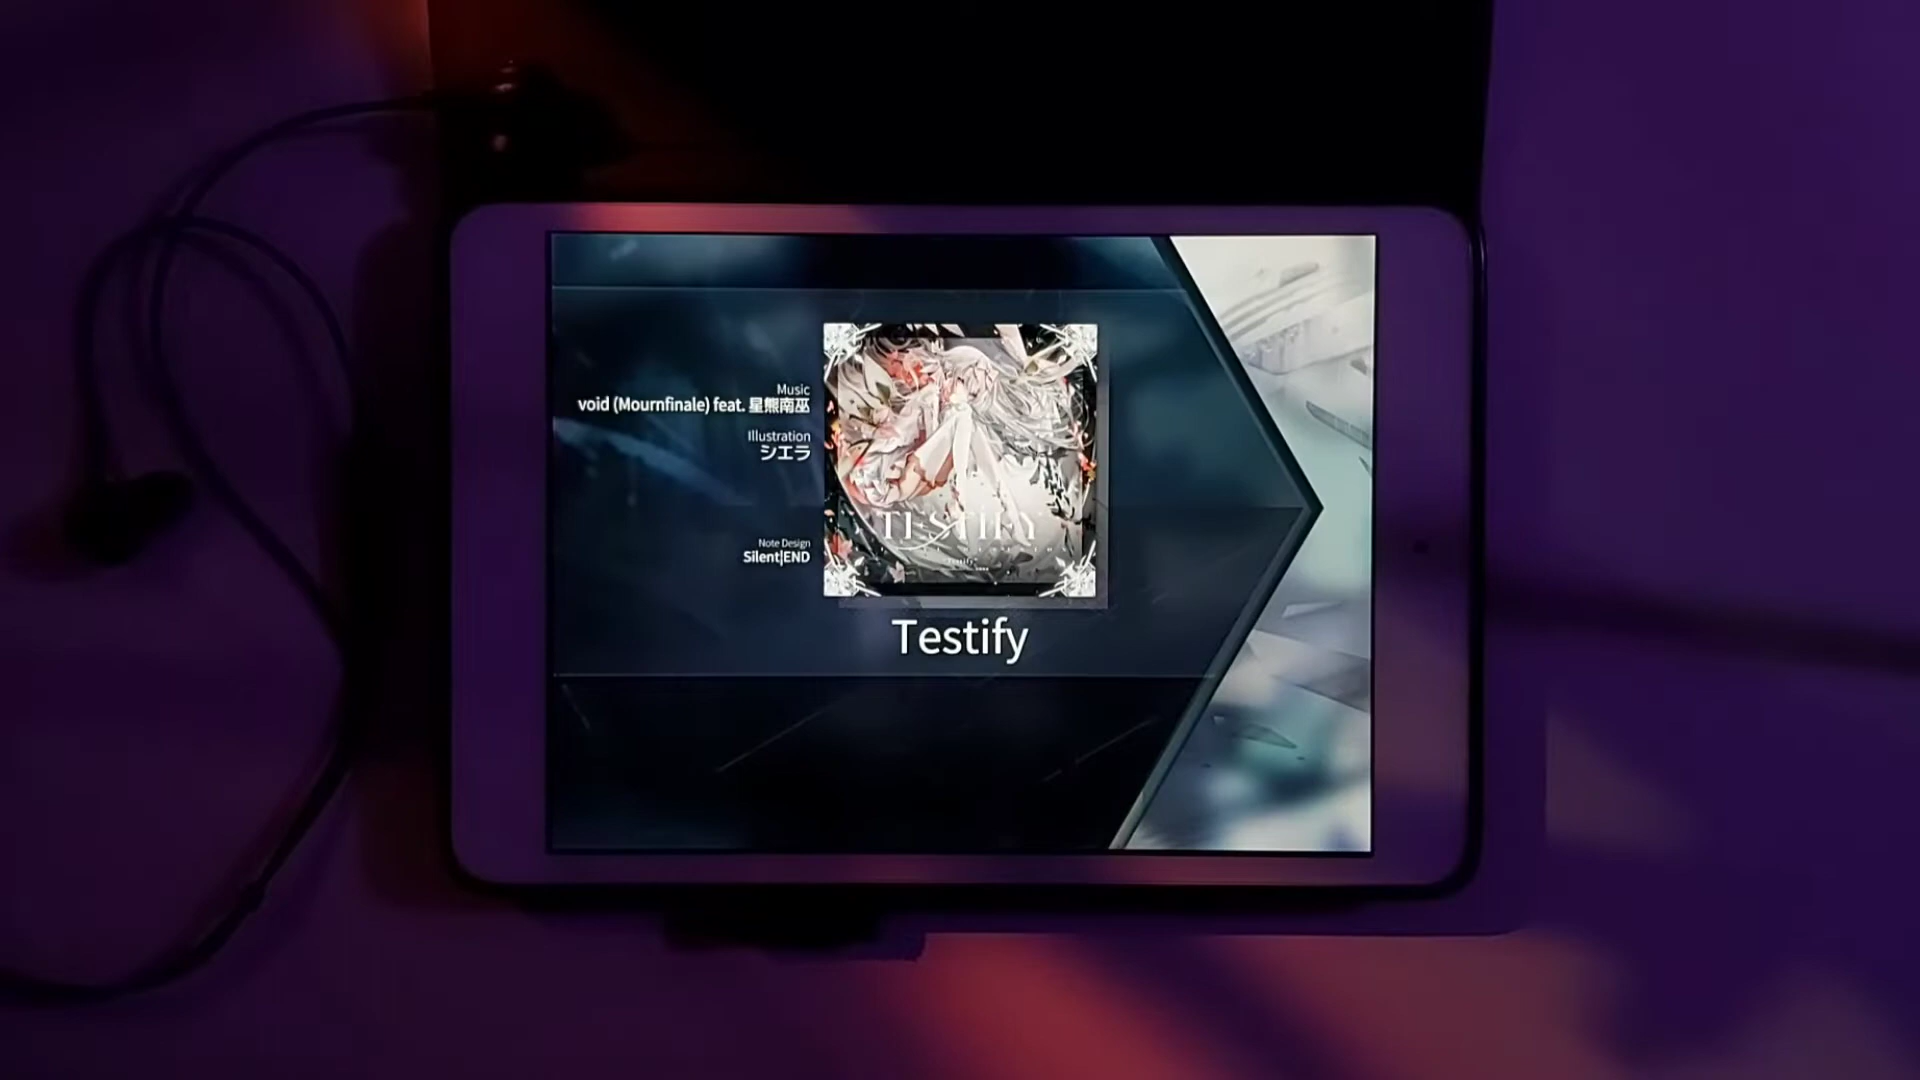 Music
void (Mournfinale) feat. 星熊南巫
Illustration
シエラ
Note Design
Silent|END
TESTIFY
Testify